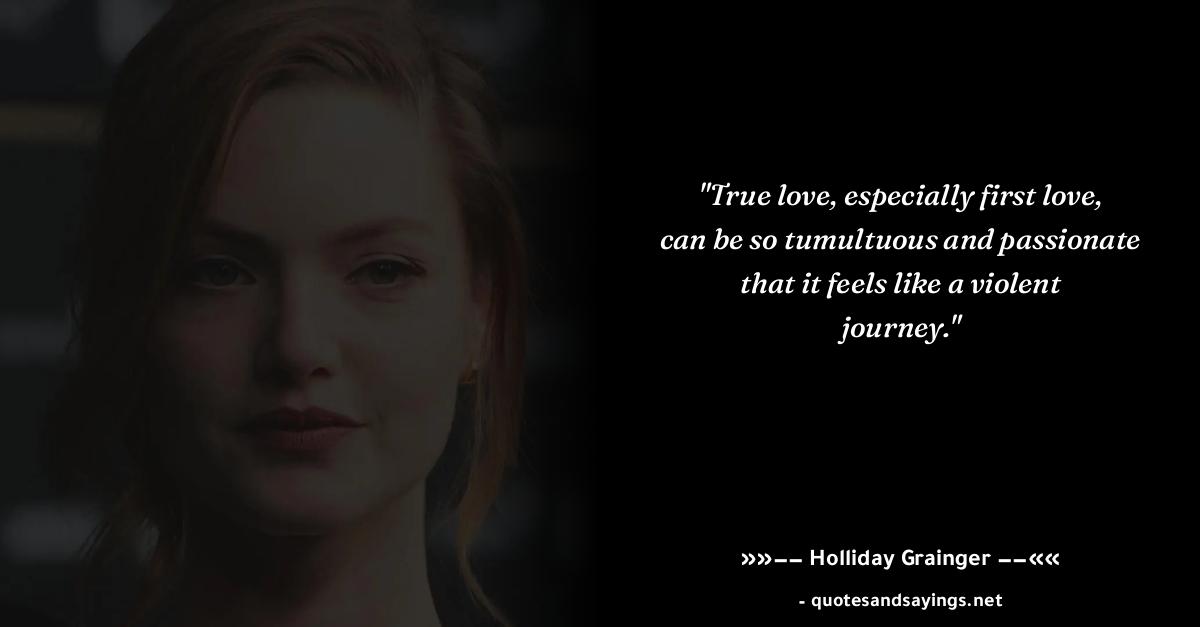 "True love, especially first love,
can be so tumultuous and passionate
that it feels like a violent
journey."
»»−− Holliday Grainger −−««
- quotesandsayings.net